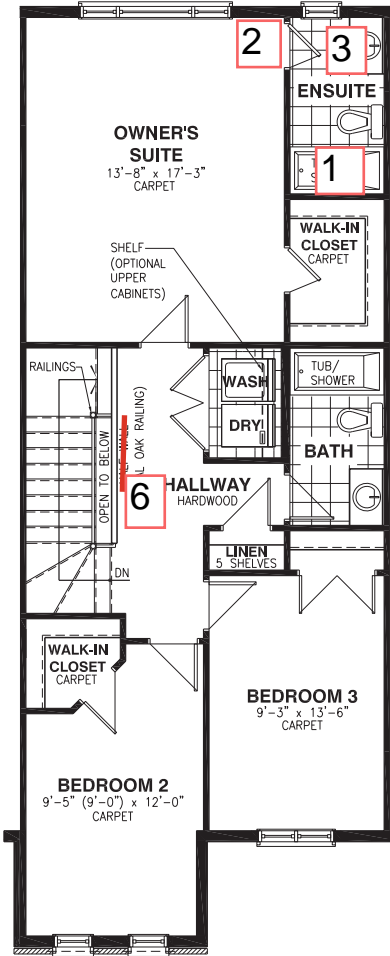 2
3
ENSUITE
1
OWNER'S
SUITE
13'-8" x 17'-3"
CARPET
WALK-IN
CLOSET
CARPET
SHELF
(OPTIONAL
UPPER
CABINETS)
RAILINGS
WASH
DRY
TUB/
SHOWER
BATH
OPEN TO BELOW
OAK RAILING)
6
HALLWAY
HARDWOOD
LINEN
5 SHELVES
DN
WALK-IN
CLOSET
CARPET
BEDROOM 3
9'-3" x 13'-6"
CARPET
BEDROOM 2
9'-5" (9'-0") x 12'-0"
CARPET